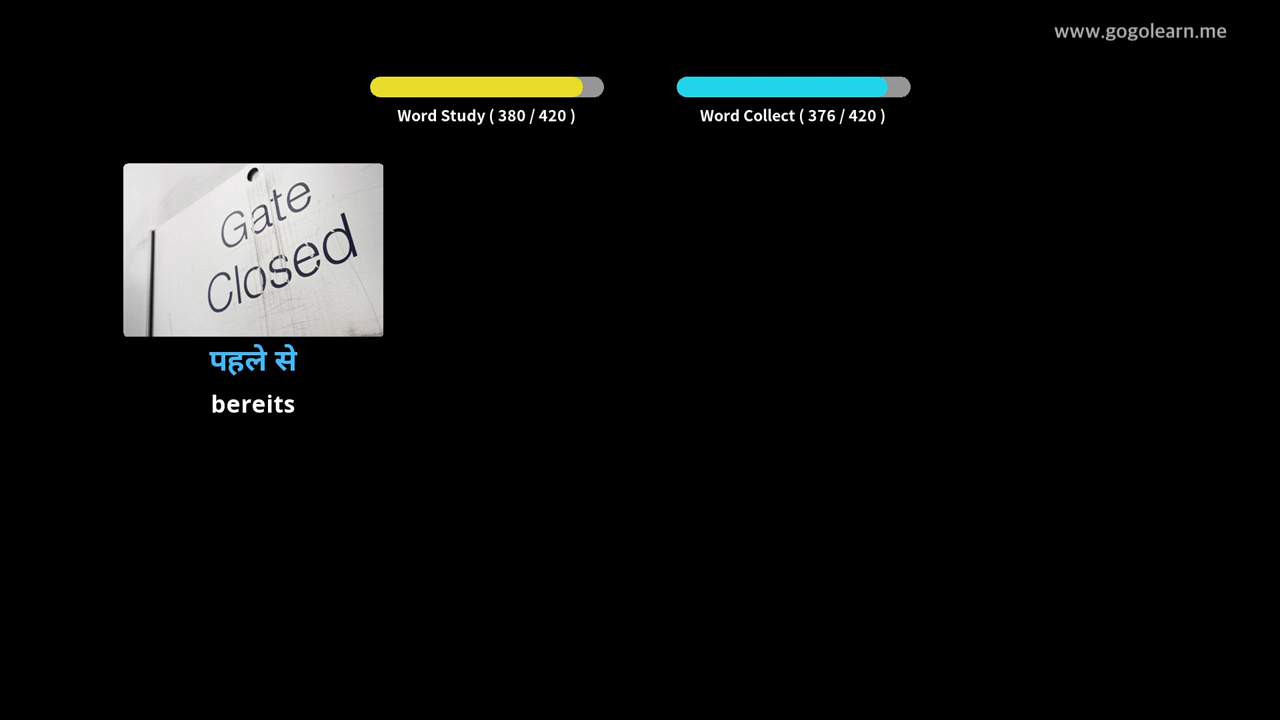 www.gogolearn.me
Word Study ( 380 / 420 )
Word Collect ( 376 / 420 )
Gate
Closed
पहले से
bereits